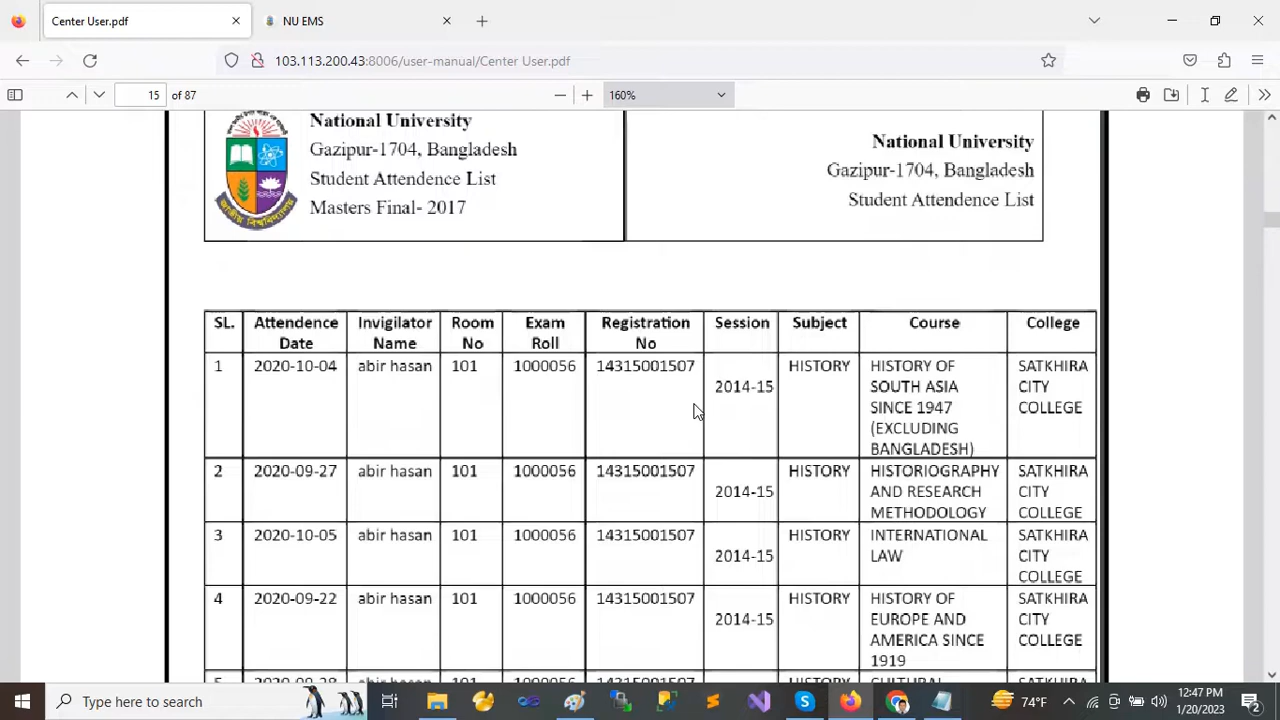 Center User.pdf
NU EMS
103.113.200.43:8006/user-manual/Center User.pdf
15 of 87
160%
National University
Gazipur-1704, Bangladesh
Student Attendence List
Masters Final- 2017
National University
Gazipur-1704, Bangladesh
Student Attendence List
SL. Attendence Date Invigilator Name Room No Exam Roll Registration No Session Subject Course College
1 2020-10-04 abir hasan 101 1000056 14315001507 2014-15 HISTORY HISTORY OF SOUTH ASIA SINCE 1947 (EXCLUDING BANGLADESH) SATKHIRA CITY COLLEGE
2 2020-09-27 abir hasan 101 1000056 14315001507 2014-15 HISTORY HISTORIOGRAPHY AND RESEARCH METHODOLOGY SATKHIRA CITY COLLEGE
3 2020-10-05 abir hasan 101 1000056 14315001507 2014-15 HISTORY INTERNATIONAL LAW SATKHIRA CITY COLLEGE
4 2020-09-22 abir hasan 101 1000056 14315001507 2014-15 HISTORY HISTORY OF EUROPE AND AMERICA SINCE 1919 SATKHIRA CITY COLLEGE
Type here to search
74°F
12:47 PM
1/20/2023
2